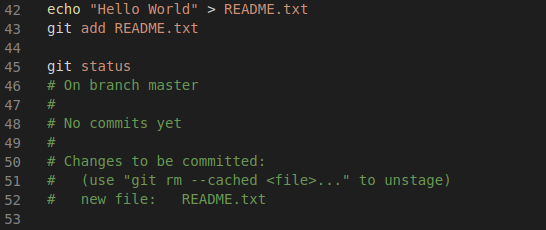 42 echo "Hello World" > README.txt
43 git add README.txt
44
45 git status
46 # On branch master
47 #
48 # No commits yet
49 #
50 # Changes to be committed:
51 #   (use "git rm --cached <file>..." to unstage)
52 #   new file:   README.txt
53